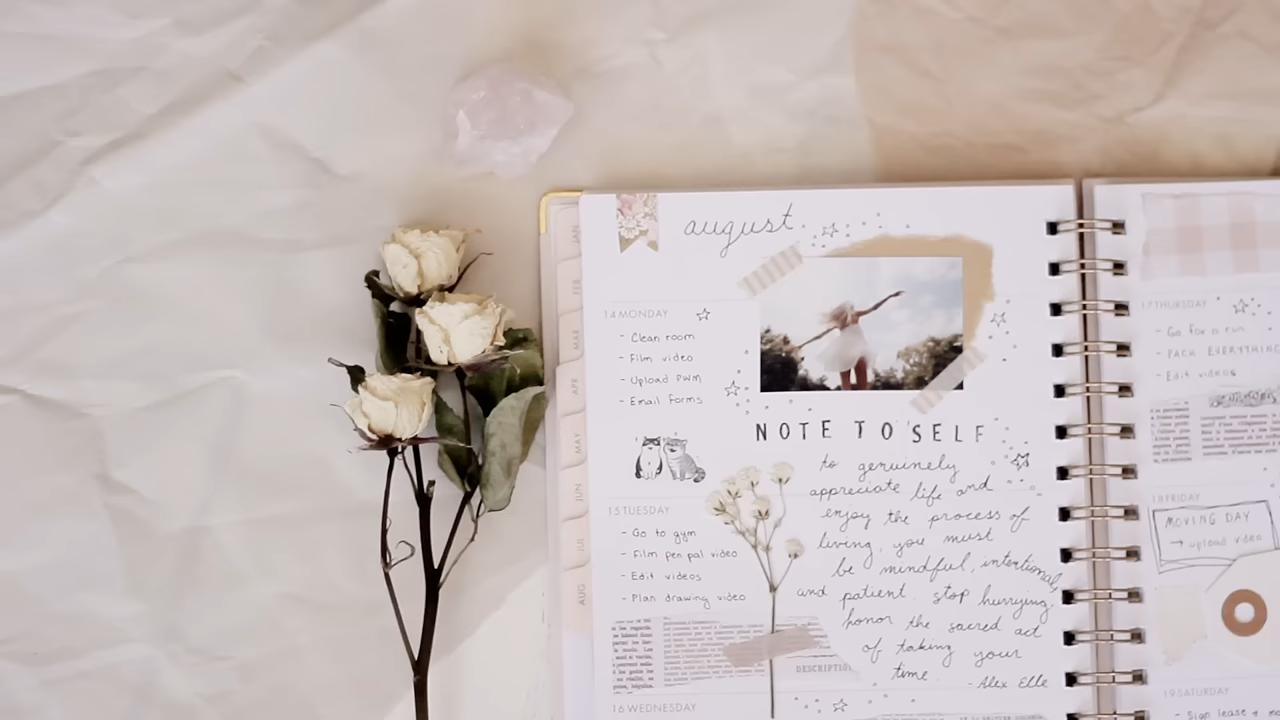 august
14 MONDAY
- Clean room
- Film video
- Upload PWM
- Email forms
NOTE TO SELF
to genuinely
appreciate life and
enjoy the process of
living, you must
be mindful, intentional,
and patient. stop hurrying.
honor the sacred act
of taking your
time.
- Alex Elle
15 TUESDAY
- Go to gym
- Film pen pal video
- Edit videos
- Plan drawing video
DESCRIPTIO
16 WEDNESDAY
JAN
FEB
MAR
APR
MAY
JUN
JUL
AUG
17 THURSDAY
- Go for a run
- PACK EVERYTHING
- Edit videos
18 FRIDAY
MOVING DAY
→ upload video
19 SATURDAY
- Sign lease +